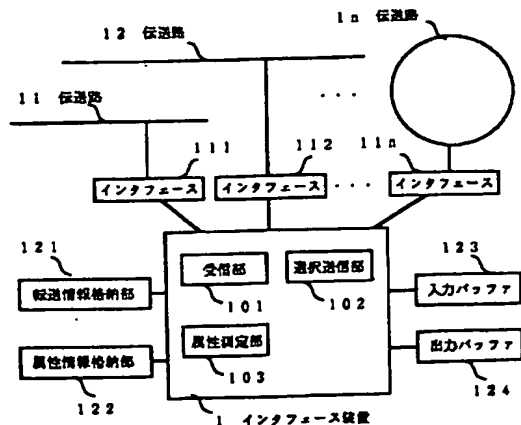 12 伝送路
1n 伝送路
11 伝送路
・・・
111
112
11n
インタフェース
インタフェース
・・・
インタフェース
121
転送情報格納部
属性情報格納部
122
受信部
101
選択送信部
102
属性測定部
103
123
入力バッファ
出力バッファ
124
1 インタフェース装置